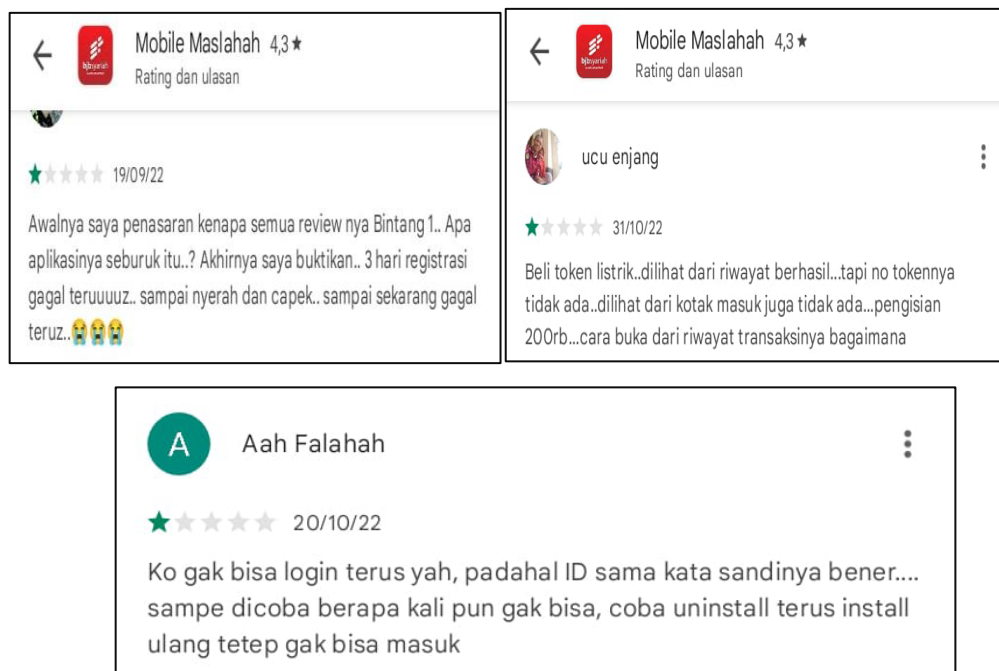 Mobile Maslahah 4,3★
Rating dan ulasan
bjbsyariah
19/09/22
Awalnya saya penasaran kenapa semua review nya Bintang 1.. Apa
aplikasinya seburuk itu..? Akhirnya saya buktikan.. 3 hari registrasi
gagal teruuuuz.. sampai nyerah dan capek.. sampai sekarang gagal
teruz..😭😭😭
Mobile Maslahah 4,3★
Rating dan ulasan
bjbsyariah
ucu enjang
31/10/22
Beli token listrik..dilihat dari riwayat berhasil...tapi no tokennya
tidak ada..dilihat dari kotak masuk juga tidak ada...pengisian
200rb...cara buka dari riwayat transaksinya bagaimana
A
Aah Falahah
20/10/22
Ko gak bisa login terus yah, padahal ID sama kata sandinya bener....
sampe dicoba berapa kali pun gak bisa, coba uninstall terus install
ulang tetep gak bisa masuk